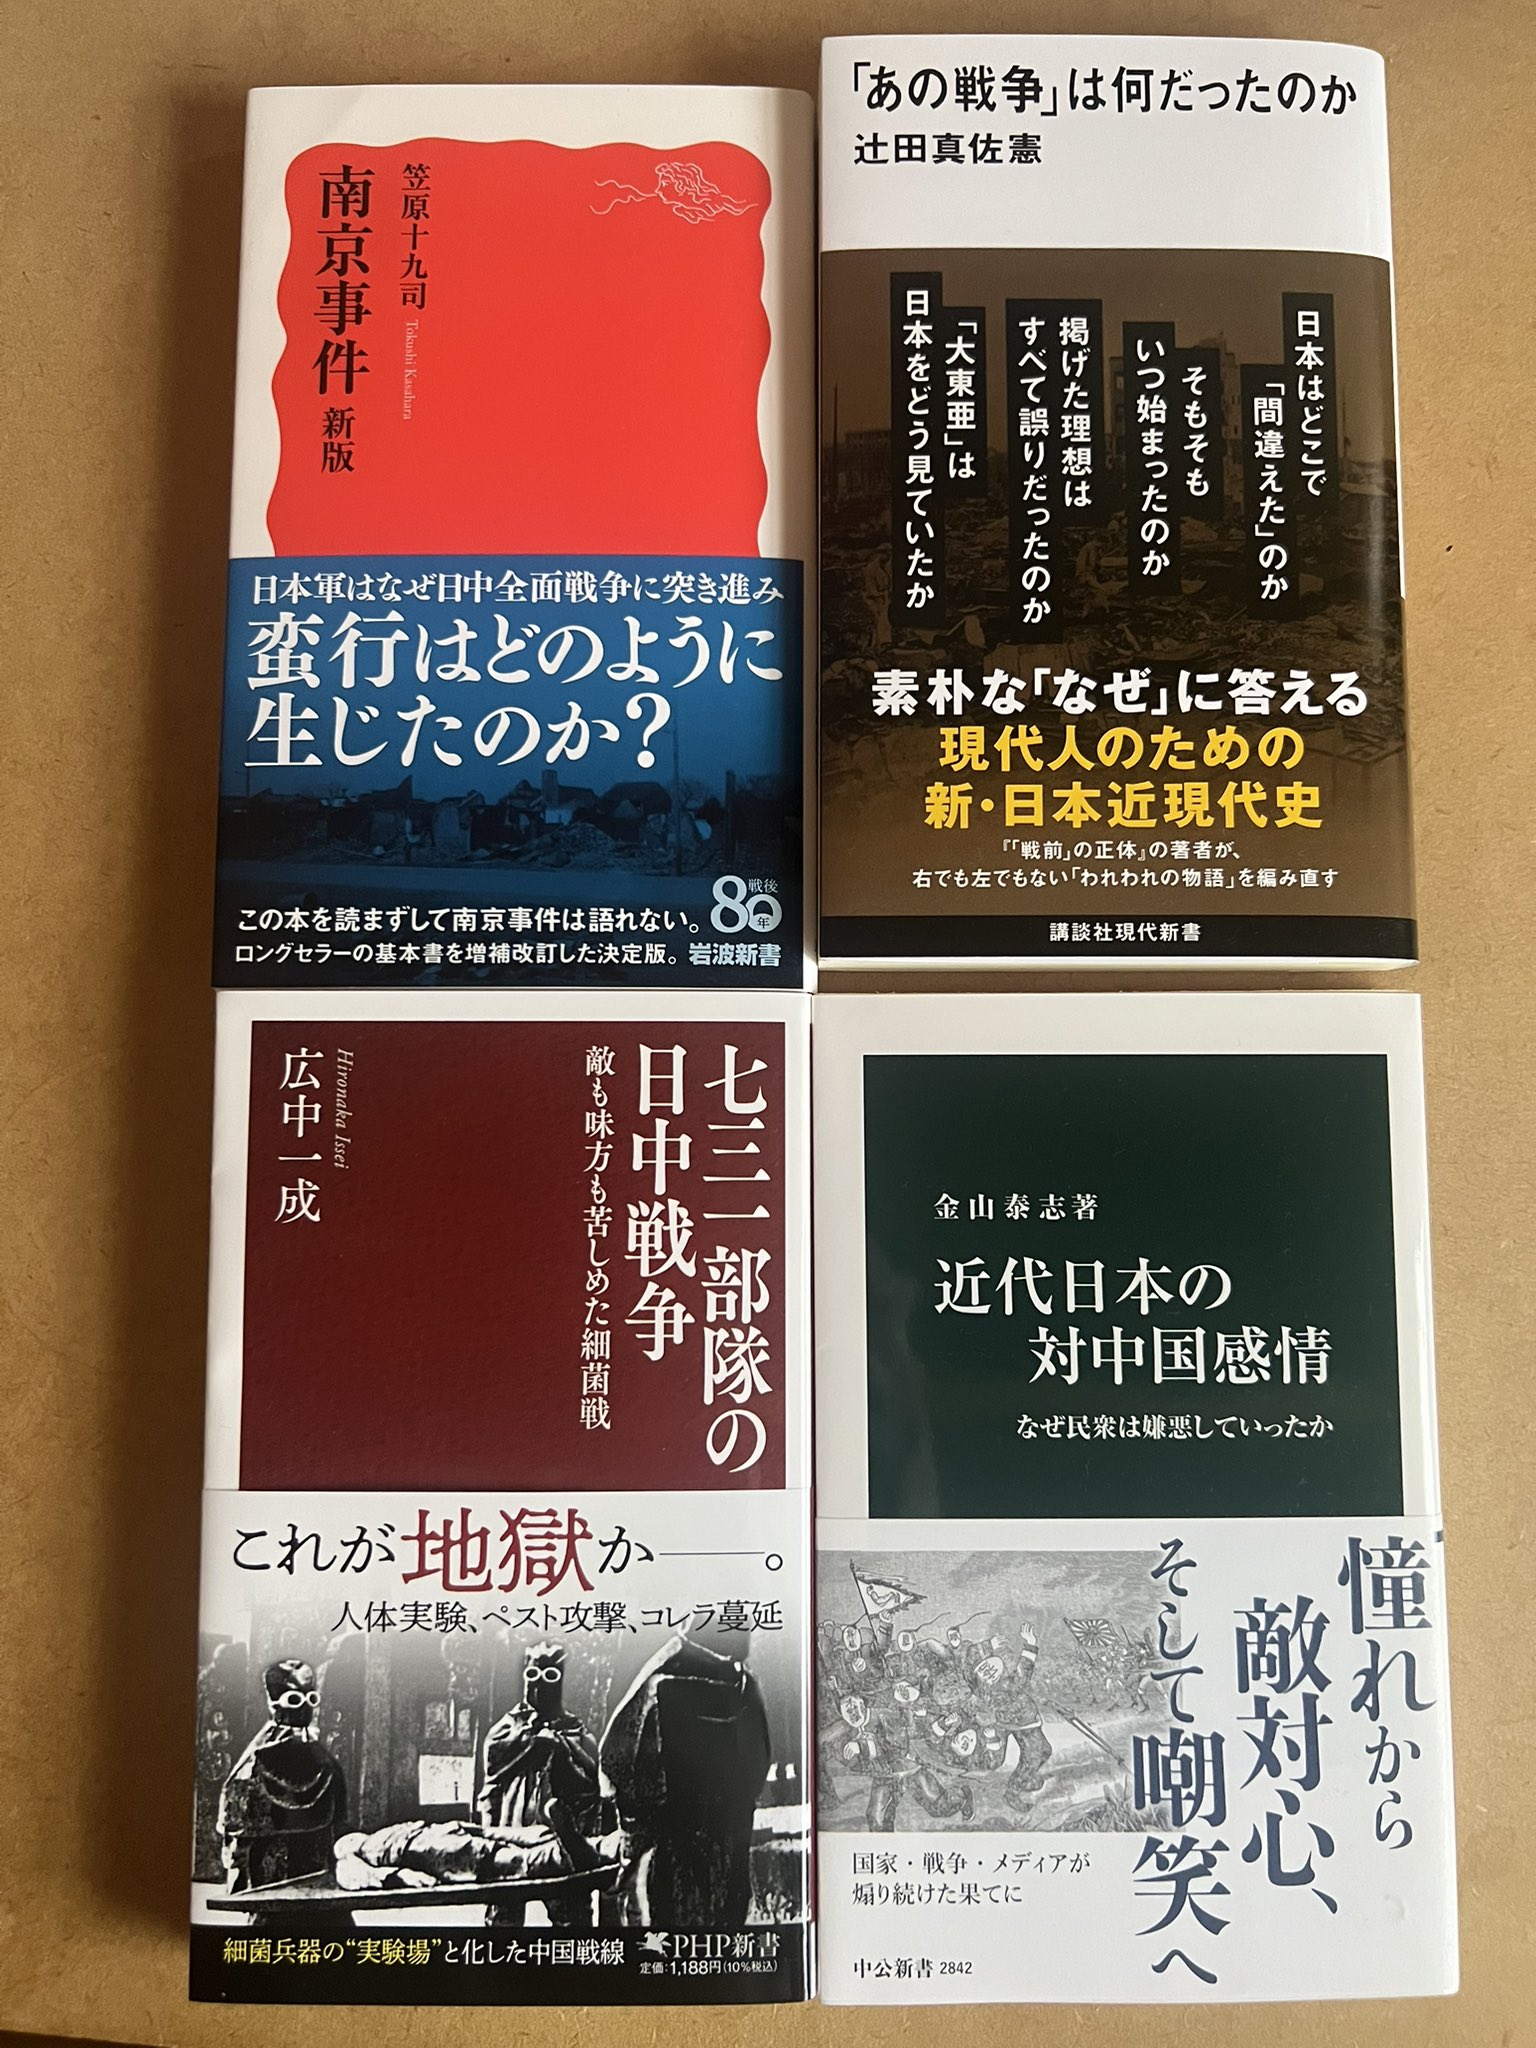 笠原十九司
Tokushi Kasahara
南京事件 新版
日本軍はなぜ日中全面戦争に突き進み
蛮行はどのように
生じたのか?
戦後
80年
この本を読まずして南京事件は語れない。
ロングセラーの基本書を増補改訂した決定版。
岩波新書
「あの戦争」は何だったのか
辻田真佐憲
日本はどこで
「間違えた」のか
そもそも
いつ始まったのか
掲げた理想は
すべて誤りだったのか
「大東亜」は
日本をどう見ていたか
素朴な「なぜ」に答える
現代人のための
新・日本近現代史
『「戦前」の正体』の著者が、
右でも左でもない「われわれの物語」を編み直す
講談社現代新書
七三一部隊の
日中戦争
敵も味方も苦しめた細菌戦
Hironaka Issei
広中一成
これが地獄か――。
人体実験、ペスト攻撃、コレラ蔓延
細菌兵器の“実験場”と化した中国戦線
PHP新書
定価:1,188円(10%税込)
金山泰志著
近代日本の
対中国感情
なぜ民衆は嫌悪していったか
憧れから
敵対心、
そして嘲笑へ
国家・戦争・メディアが
煽り続けた果てに
中公新書 2842